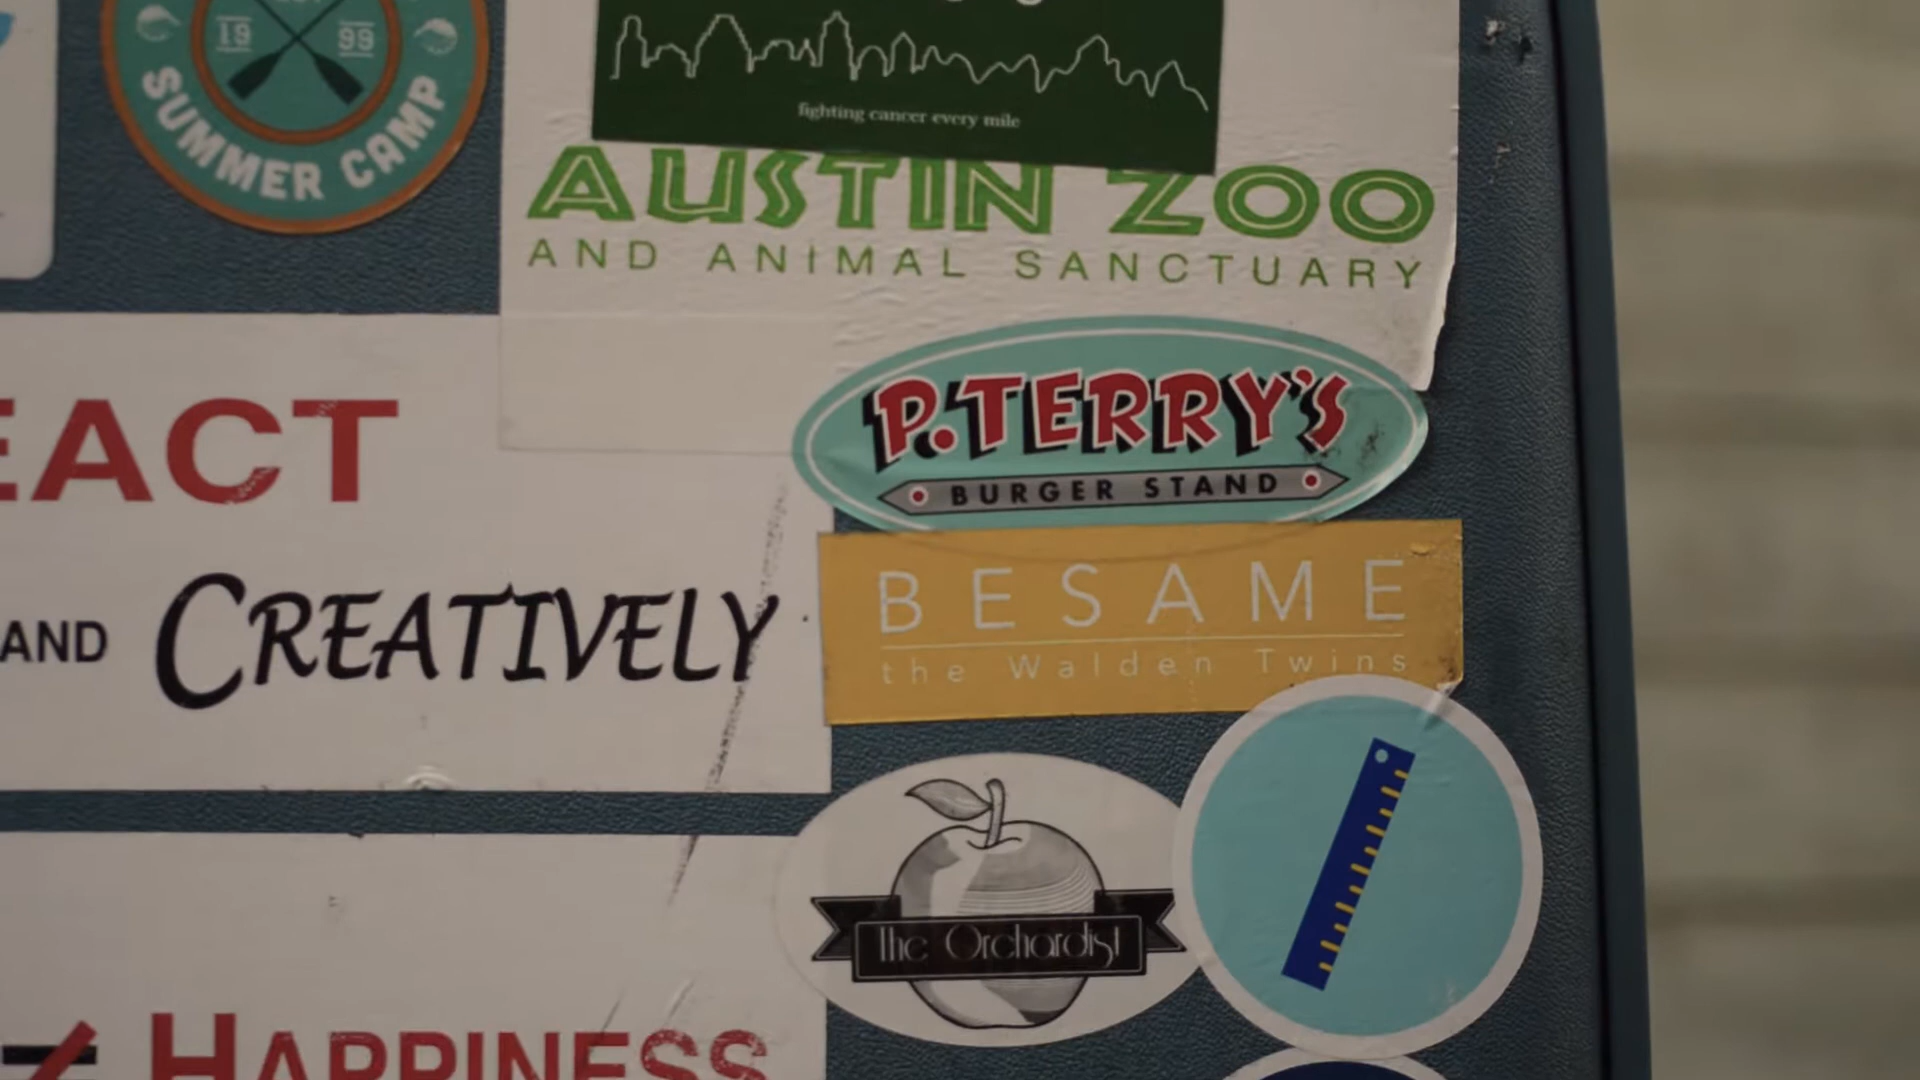 19 99
SUMMER CAMP
fighting cancer every mile
AUSTIN ZOO
AND ANIMAL SANCTUARY
P.TERRY'S
BURGER STAND
EACT
AND CREATIVELY
BESAME
the Walden Twins
The Orchardist
≠ HAPPINESS